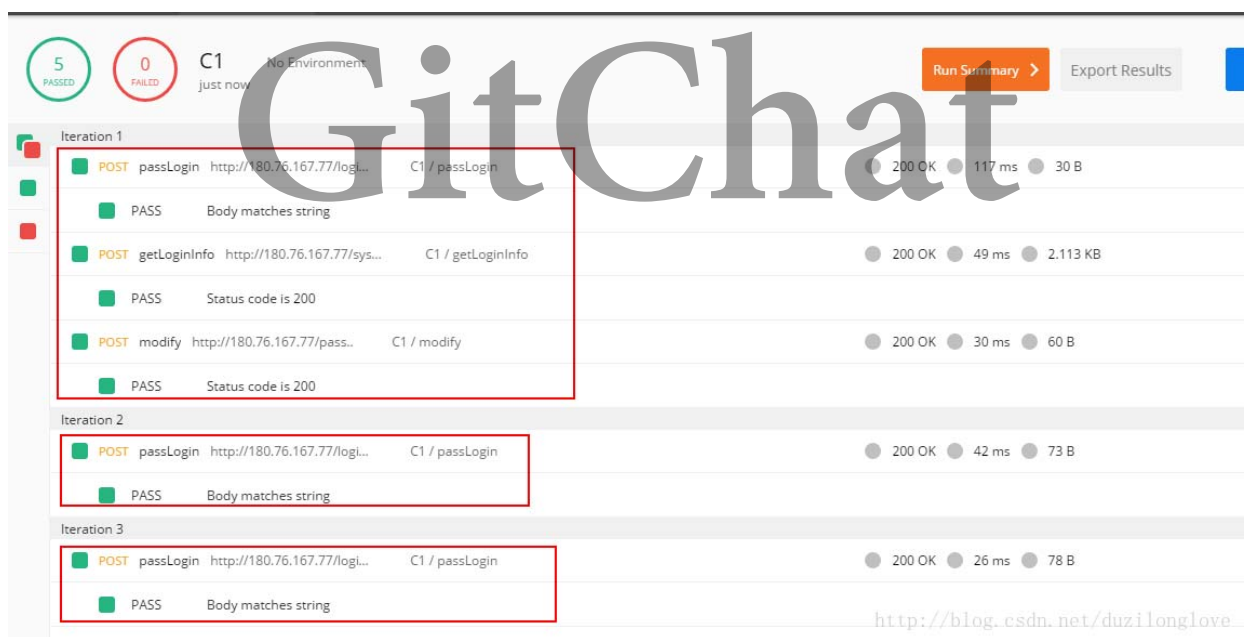 5 PASSED 0 FAILED C1 No Environment just now Run Summary Export Results
GitChat
Iteration 1
POST passLogin http://180.76.167.77/logi... C1 / passLogin 200 OK 117 ms 30 B
PASS Body matches string
POST getLoginInfo http://180.76.167.77/sys... C1 / getLoginInfo 200 OK 49 ms 2.113 KB
PASS Status code is 200
POST modify http://180.76.167.77/pass.. C1 / modify 200 OK 30 ms 60 B
PASS Status code is 200
Iteration 2
POST passLogin http://180.76.167.77/logi... C1 / passLogin 200 OK 42 ms 73 B
PASS Body matches string
Iteration 3
POST passLogin http://180.76.167.77/logi... C1 / passLogin 200 OK 26 ms 78 B
PASS Body matches string
http://blog.csdn.net/duzilonglove